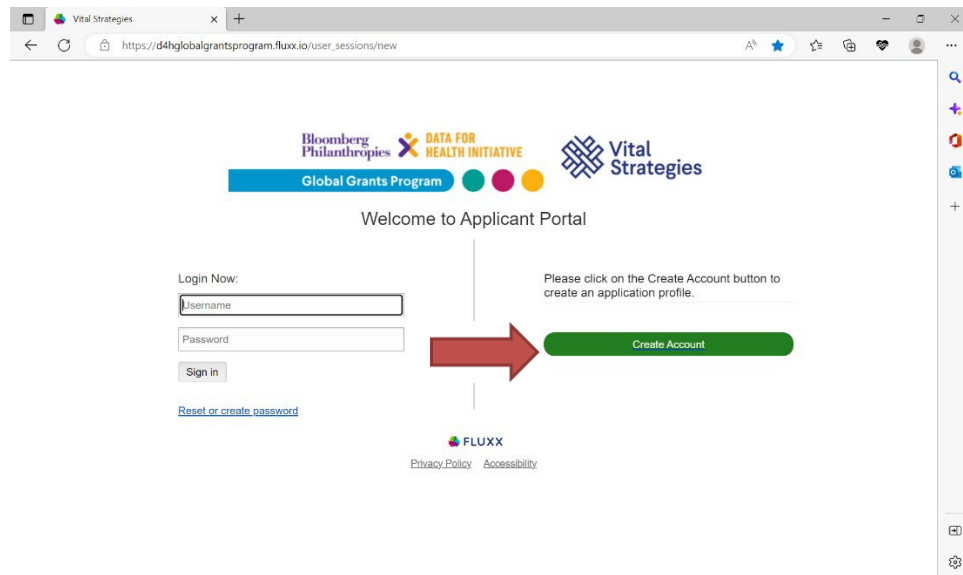 Vital Strategies
https://d4hglobalgrantsprogram.fluxx.io/user_sessions/new
Bloomberg
Philanthropies
DATA FOR
HEALTH INITIATIVE
Vital
Strategies
Global Grants Program
Welcome to Applicant Portal
Login Now:
Username
Password
Sign in
Reset or create password
Please click on the Create Account button to
create an application profile.
Create Account
FLUXX
Privacy Policy Accessibility